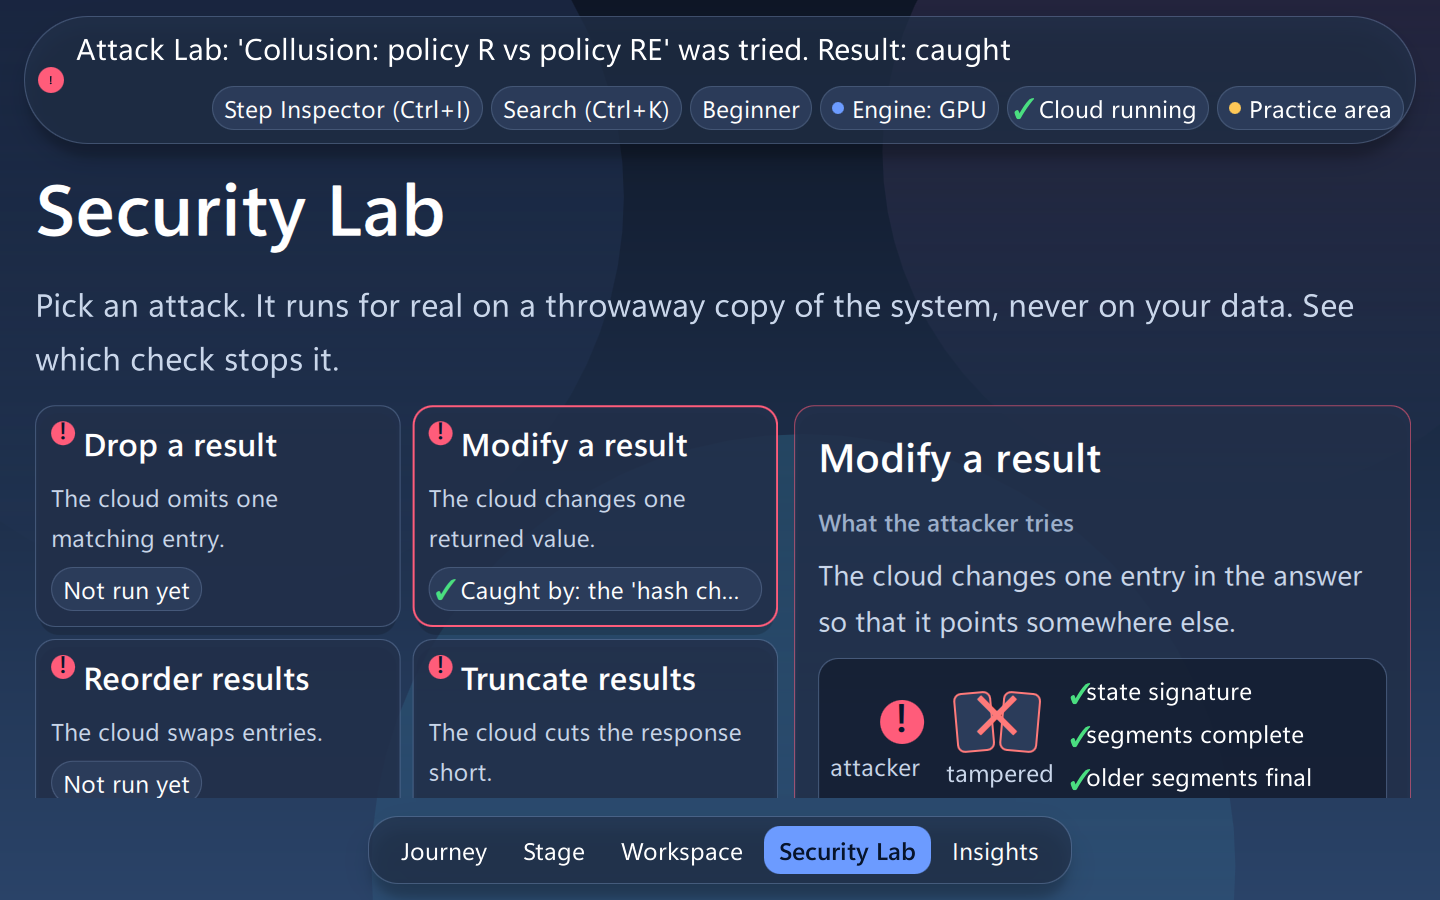 Attack Lab: 'Collusion: policy R vs policy RE' was tried. Result: caught
Step Inspector (Ctrl+I)
Search (Ctrl+K)
Beginner
Engine: GPU
Cloud running
Practice area
Security Lab
Pick an attack. It runs for real on a throwaway copy of the system, never on your data. See
which check stops it.
Drop a result
The cloud omits one
matching entry.
Not run yet
Modify a result
The cloud changes one
returned value.
Caught by: the 'hash ch...
Reorder results
The cloud swaps entries.
Not run yet
Truncate results
The cloud cuts the response
short.
Modify a result
What the attacker tries
The cloud changes one entry in the answer
so that it points somewhere else.
attacker
tampered
state signature
segments complete
older segments final
Journey
Stage
Workspace
Security Lab
Insights